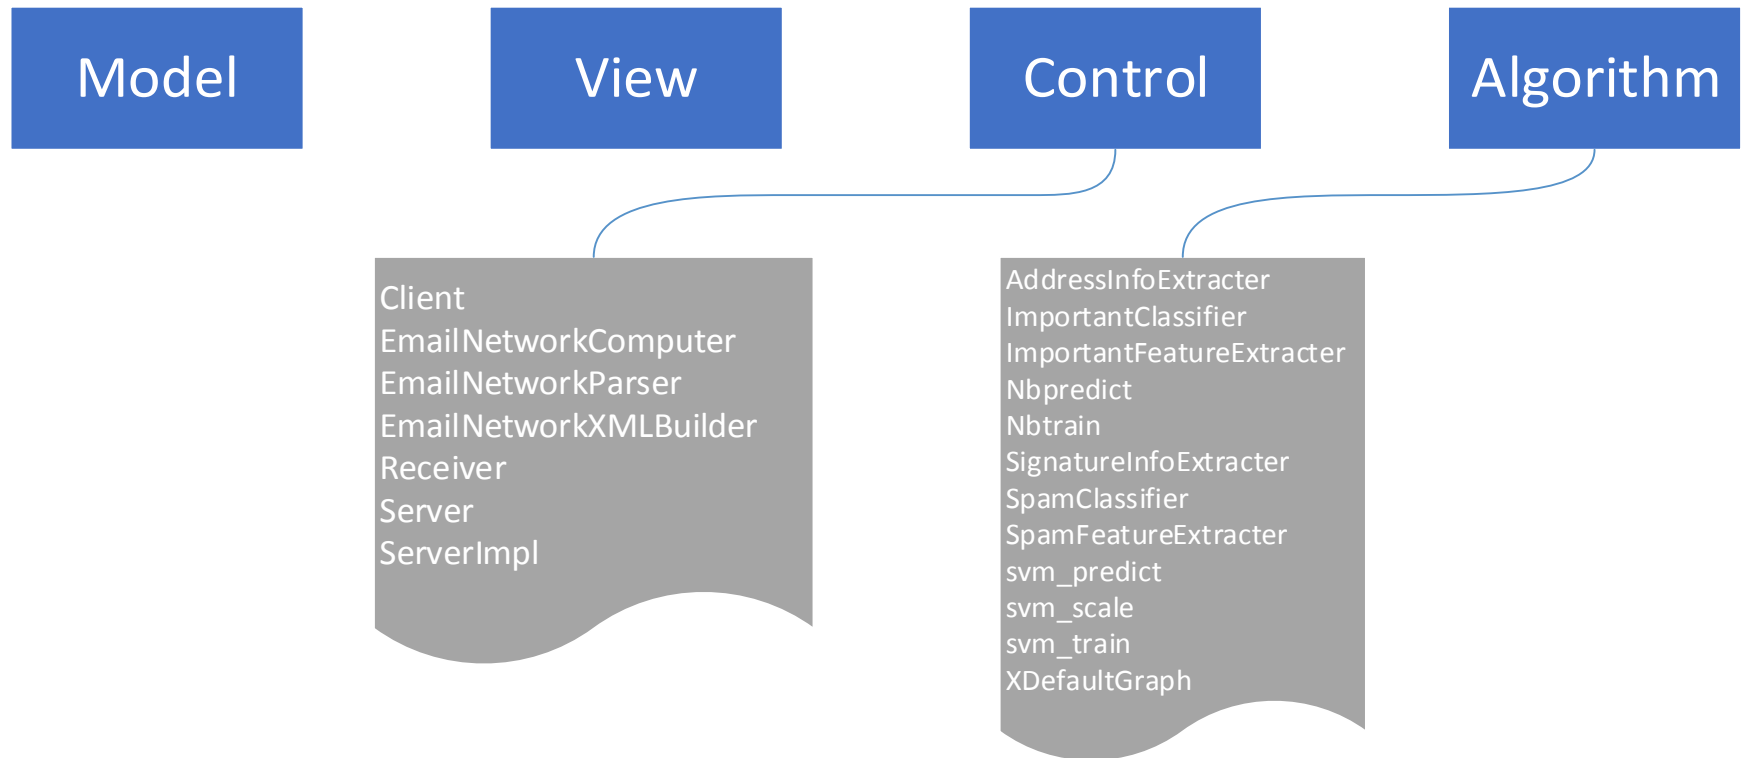 Model
View
Control
Algorithm
Client
EmailNetworkComputer
EmailNetworkParser
EmailNetworkXMLBuilder
Receiver
Server
ServerImpl
AddressInfoExtracter
ImportantClassifier
ImportantFeatureExtracter
Nbpredict
Nbtrain
SignatureInfoExtracter
SpamClassifier
SpamFeatureExtracter
svm_predict
svm_scale
svm_train
XDefaultGraph